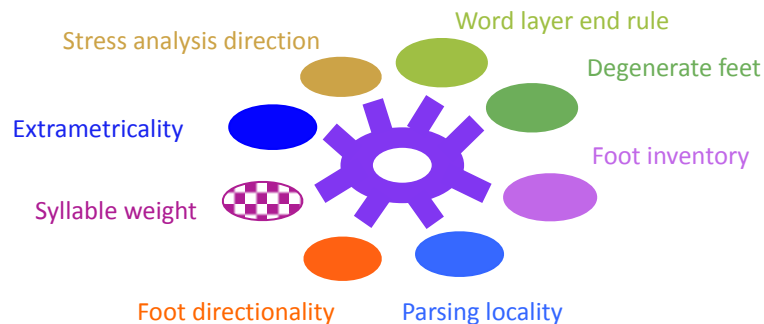 Word layer end rule
Stress analysis direction
Degenerate feet
Extrametricality
Foot inventory
Syllable weight
Foot directionality
Parsing locality